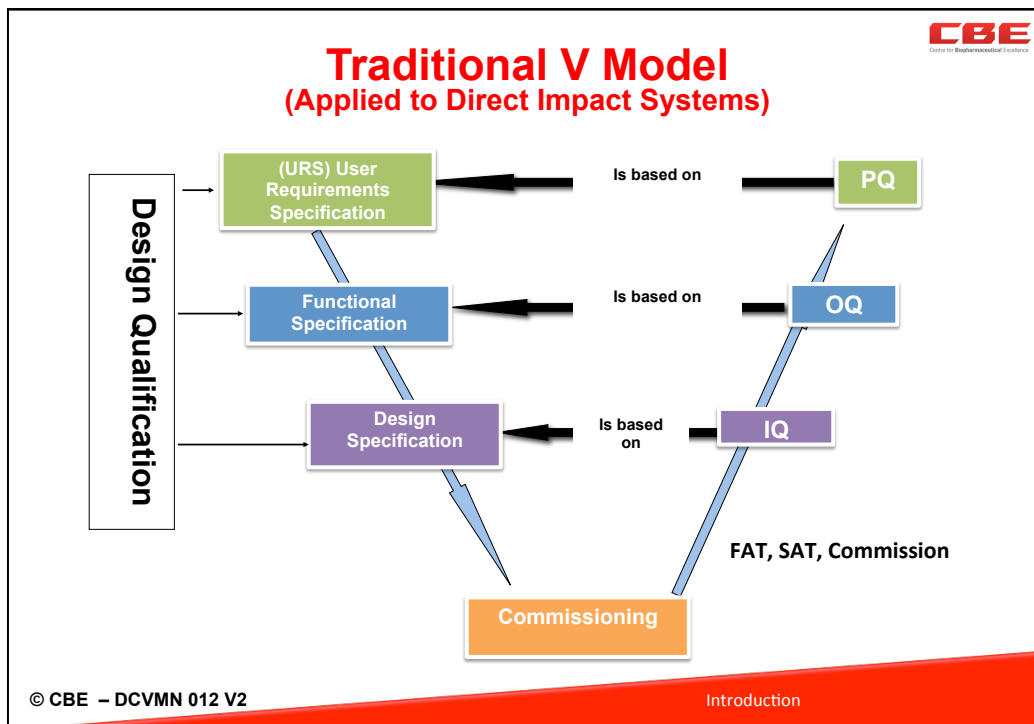 CBE
Centre for Biopharmaceutical Excellence
Traditional V Model
(Applied to Direct Impact Systems)
Design Qualification
(URS) User
Requirements
Specification
Is based on
PQ
Functional
Specification
Is based on
OQ
Design
Specification
Is based
on
IQ
FAT, SAT, Commission
Commissioning
© CBE – DCVMN 012 V2
Introduction